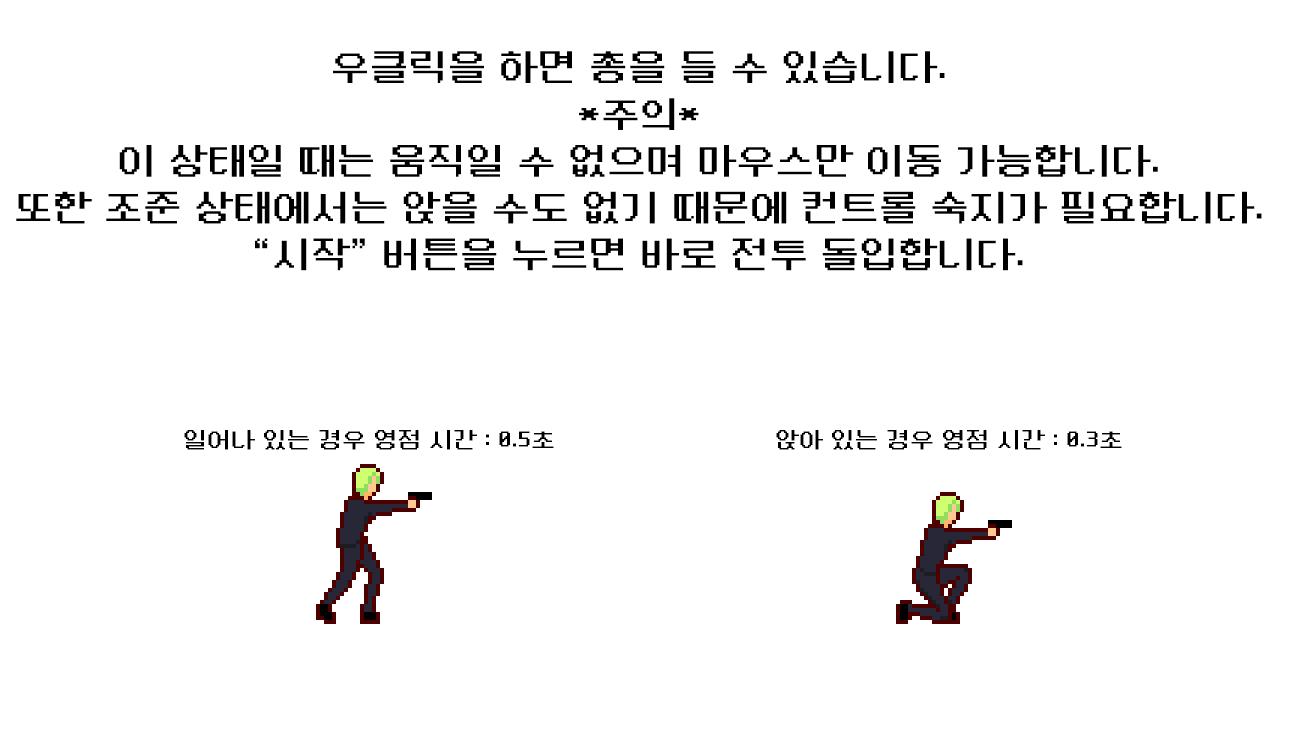 우클릭을 하면 총을 들 수 있습니다.
*주의*
이 상태일 때는 움직일 수 없으며 마우스만 이동 가능합니다.
또한 조준 상태에서는 앉을 수도 없기 때문에 컨트롤 숙지가 필요합니다.
“시작” 버튼을 누르면 바로 전투 돌입합니다.
일어나 있는 경우 영점 시간 : 0.5초
앉아 있는 경우 영점 시간 : 0.3초